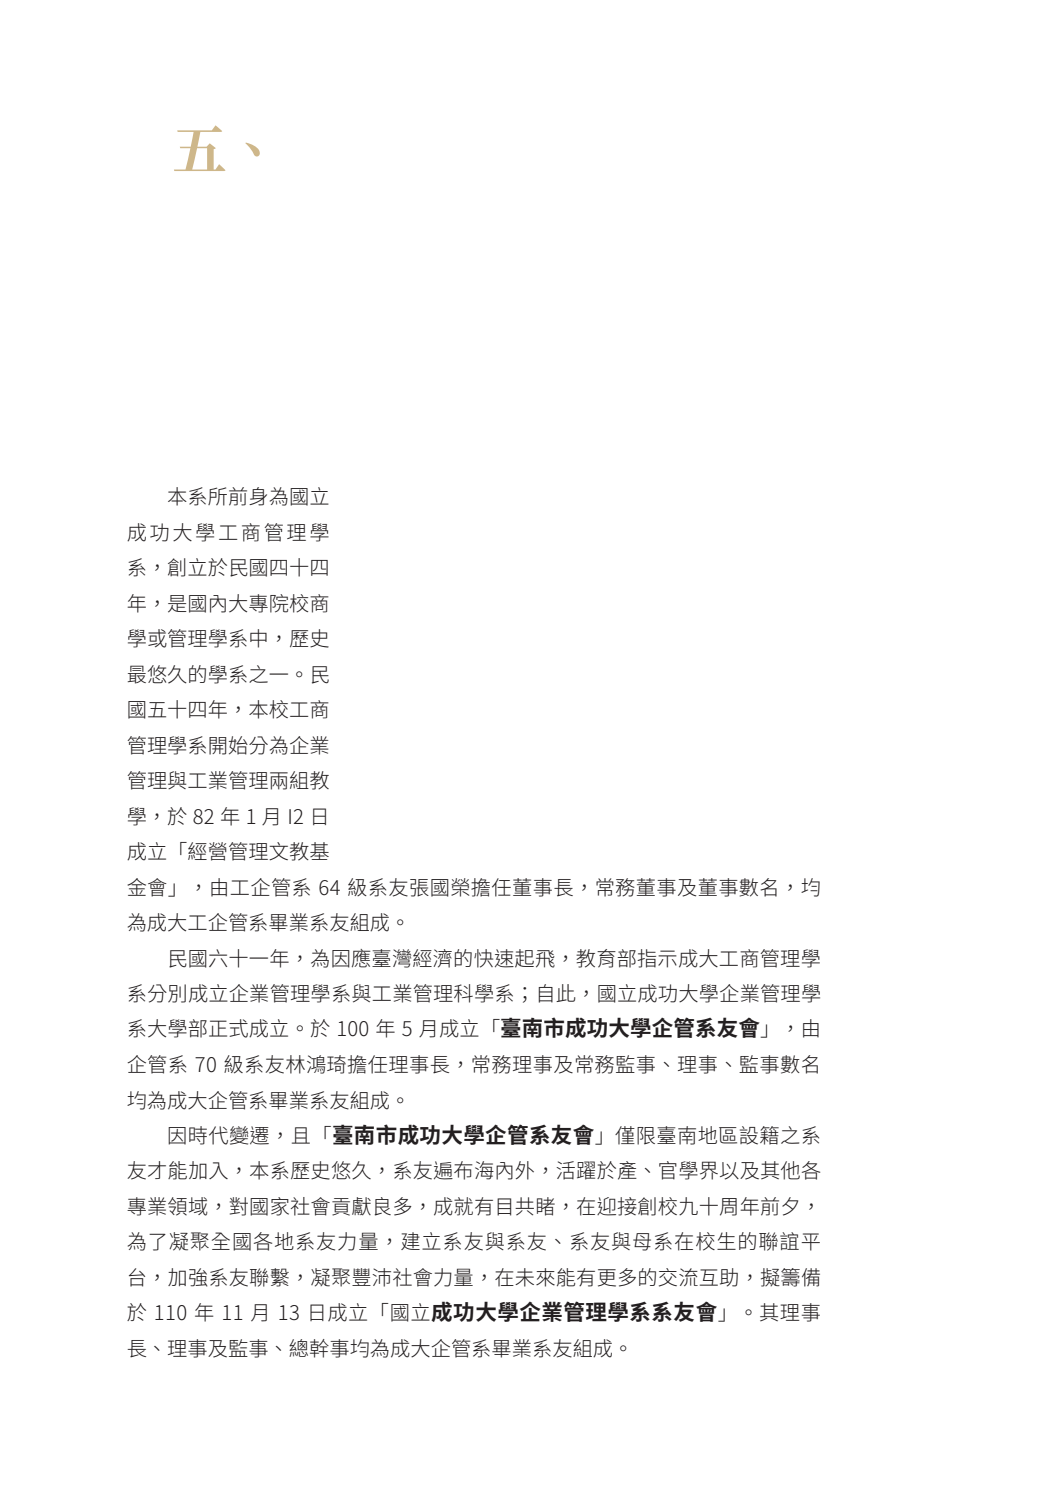 五、
本系所前身為國立
成功大學工商管理學
系，創立於民國四十四
年，是國內大專院校商
學或管理學系中，歷史
最悠久的學系之一。民
國五十四年，本校工商
管理學系開始分為企業
管理與工業管理兩組教
學，於 82 年 1 月 l2 日
成立「經營管理文教基
金會」，由工企管系 64 級系友張國榮擔任董事長，常務董事及董事數名，均
為成大工企管系畢業系友組成。
民國六十一年，為因應臺灣經濟的快速起飛，教育部指示成大工商管理學
系分別成立企業管理學系與工業管理科學系；自此，國立成功大學企業管理學
系大學部正式成立。於 100 年 5 月成立「臺南市成功大學企管系友會」，由
企管系 70 級系友林鴻琦擔任理事長，常務理事及常務監事、理事、監事數名
均為成大企管系畢業系友組成。
因時代變遷，且「臺南市成功大學企管系友會」僅限臺南地區設籍之系
友才能加入，本系歷史悠久，系友遍布海內外，活躍於產、官學界以及其他各
專業領域，對國家社會貢獻良多，成就有目共睹，在迎接創校九十周年前夕，
為了凝聚全國各地系友力量，建立系友與系友、系友與母系在校生的聯誼平
台，加強系友聯繫，凝聚豐沛社會力量，在未來能有更多的交流互助，擬籌備
於 110 年 11 月 13 日成立「國立成功大學企業管理學系系友會」。其理事
長、理事及監事、總幹事均為成大企管系畢業系友組成。